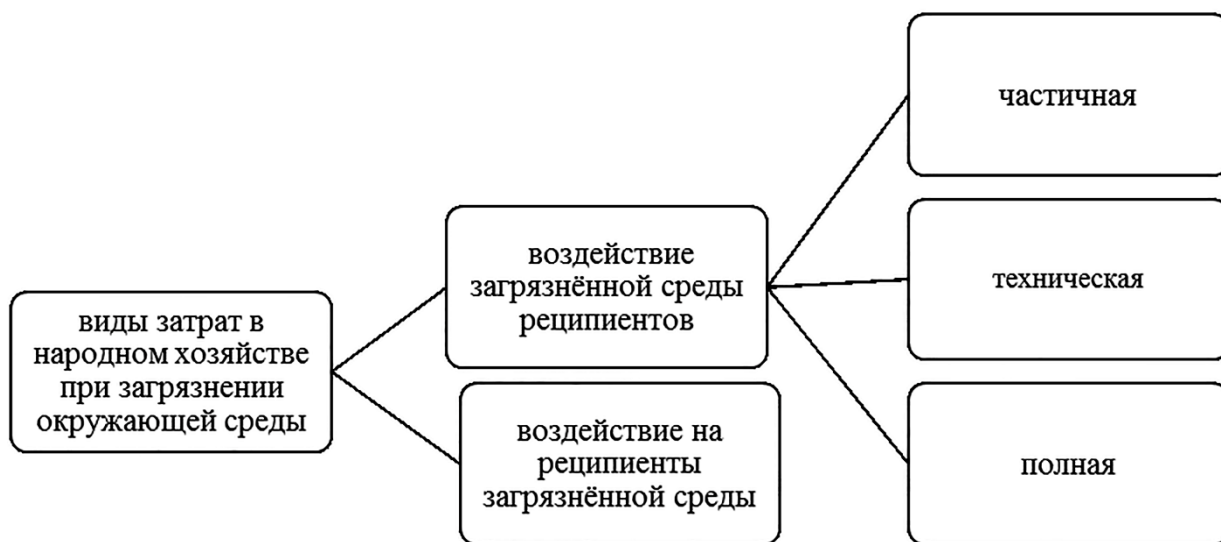 виды затрат в
народном хозяйстве
при загрязнении
окружающей среды
воздействие
загрязнённой среды
реципиентов
воздействие на
реципиенты
загрязнённой среды
частичная
техническая
полная